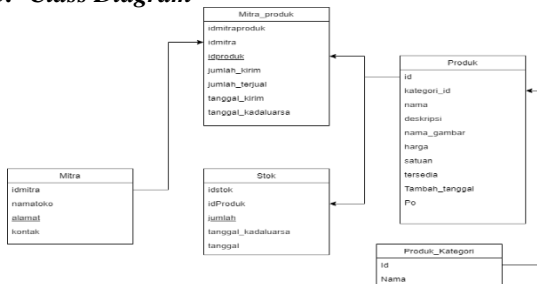 Class Diagram
Mitra_produk
idmitraproduk
idmitra
idproduk
jumlah_kirim
jumlah_terjual
tanggal_kirim
tanggal_kadaluarsa
Produk
id
kategori_id
nama
deskripsi
nama_gambar
harga
satuan
tersedia
Tambah_tanggal
Po
Mitra
idmitra
namatoko
alamat
kontak
Stok
idstok
idProduk
jumlah
tanggal_kadaluarsa
tanggal
Produk_Kategori
id
Nama